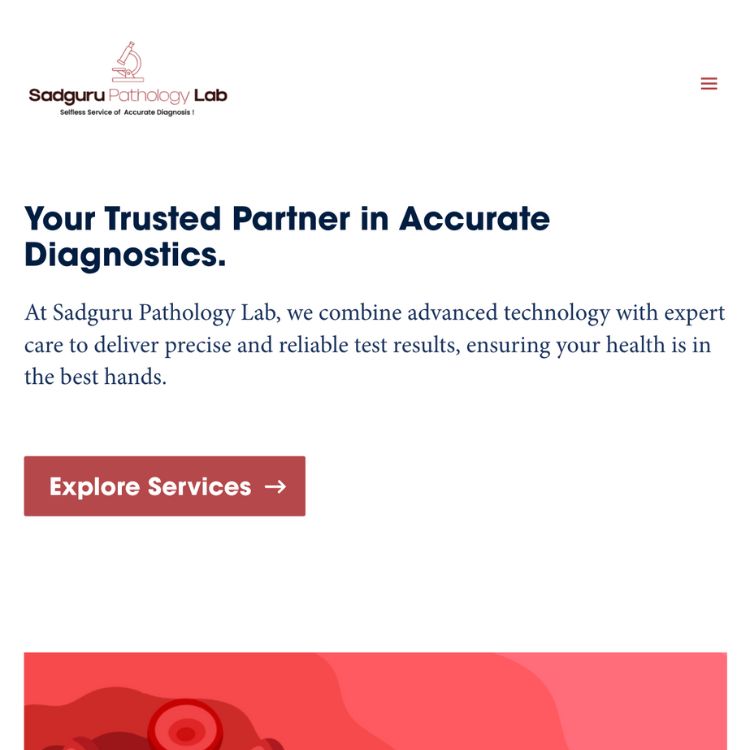 Sadguru Pathology Lab
Selfless Service of Accurate Diagnosis !
Your Trusted Partner in Accurate
Diagnostics.
At Sadguru Pathology Lab, we combine advanced technology with expert
care to deliver precise and reliable test results, ensuring your health is in
the best hands.
Explore Services →